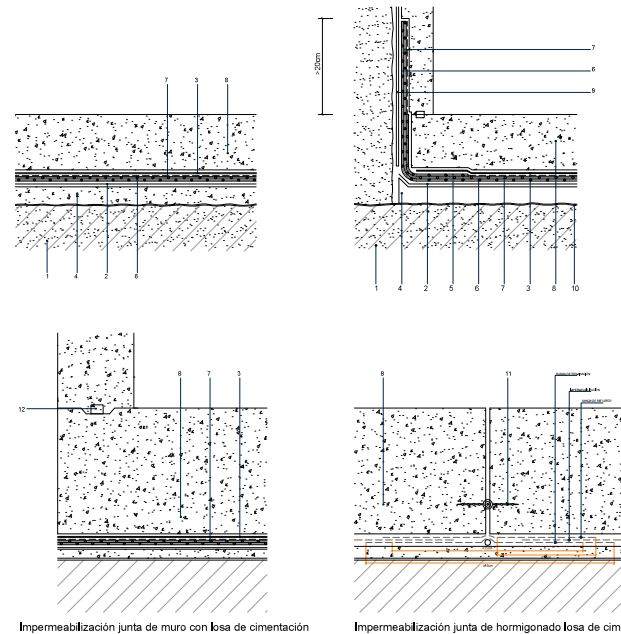 >20cm
7 3 8
7
6
9
1 4 2 6
1 4 2 5 6 7 3 8 10
8 7 3
12
8 11
Impermeabilización junta de muro con losa de cimentación
Impermeabilización junta de hormigonado losa de cim